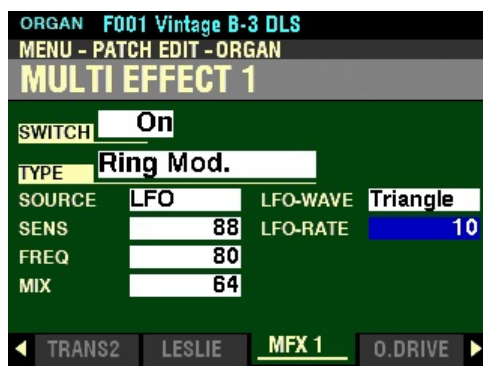 ORGAN F001 Vintage B-3 DLS
MENU - PATCH EDIT - ORGAN
MULTI EFFECT 1
SWITCH On
TYPE Ring Mod.
SOURCE LFO LFO-WAVE Triangle
SENS 88 LFO-RATE 10
FREQ 80
MIX 64
TRANS2 LESLIE MFX 1 O.DRIVE